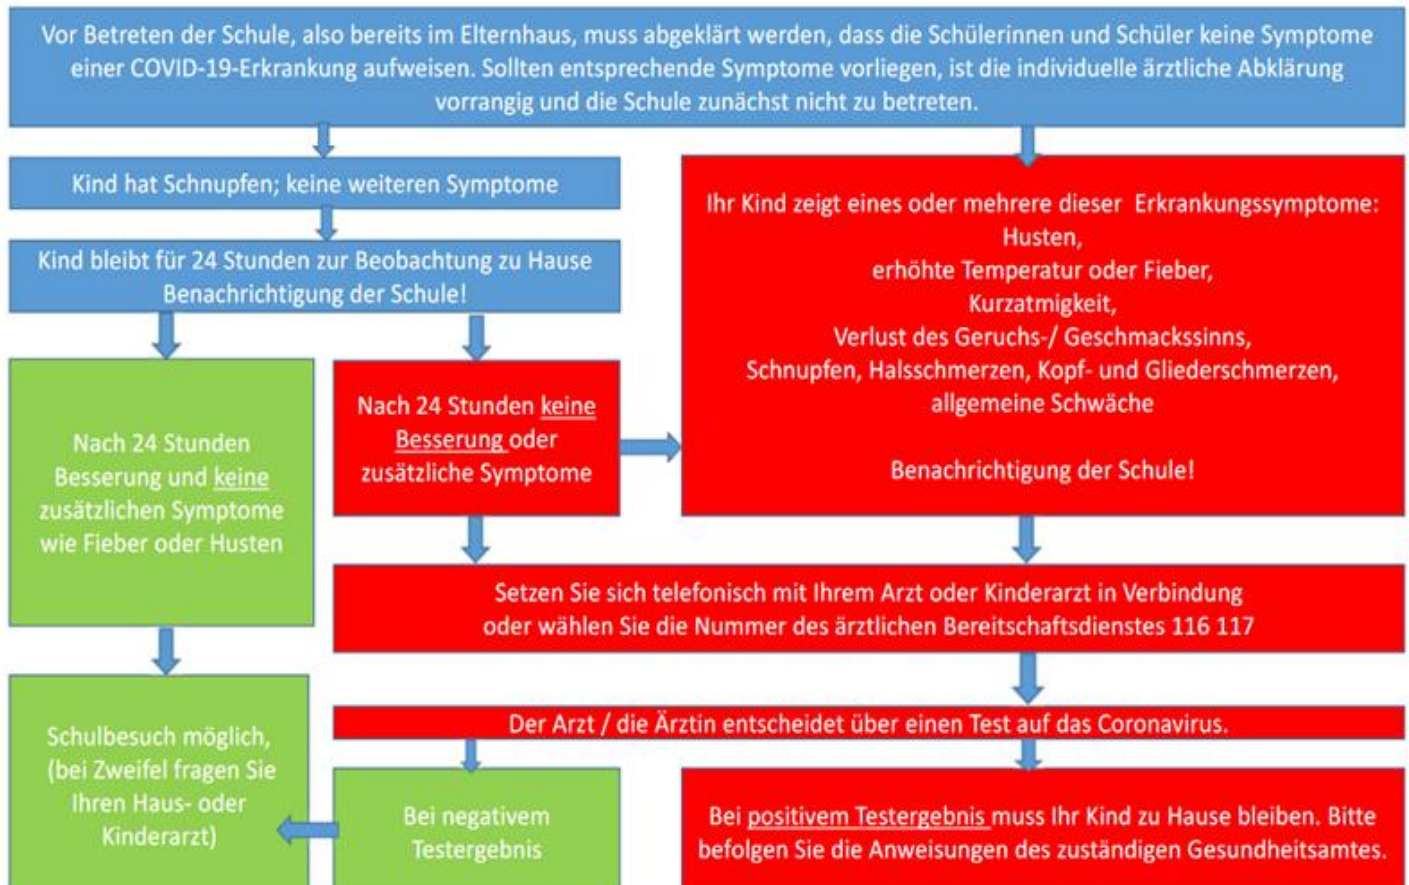 Vor Betreten der Schule, also bereits im Elternhaus, muss abgeklärt werden, dass die Schülerinnen und Schüler keine Symptome
einer COVID-19-Erkrankung aufweisen. Sollten entsprechende Symptome vorliegen, ist die individuelle ärztliche Abklärung
vorrangig und die Schule zunächst nicht zu betreten.
Kind hat Schnupfen; keine weiteren Symptome
Kind bleibt für 24 Stunden zur Beobachtung zu Hause
Benachrichtigung der Schule!
Ihr Kind zeigt eines oder mehrere dieser Erkrankungssymptome:
Husten,
erhöhte Temperatur oder Fieber,
Kurzatmigkeit,
Verlust des Geruchs-/ Geschmackssinns,
Schnupfen, Halsschmerzen, Kopf- und Gliederschmerzen,
allgemeine Schwäche
Benachrichtigung der Schule!
Nach 24 Stunden
Besserung und keine
zusätzlichen Symptome
wie Fieber oder Husten
Nach 24 Stunden keine
Besserung oder
zusätzliche Symptome
Setzen Sie sich telefonisch mit Ihrem Arzt oder Kinderarzt in Verbindung
oder wählen Sie die Nummer des ärztlichen Bereitschaftsdienstes 116 117
Der Arzt / die Ärztin entscheidet über einen Test auf das Coronavirus.
Schulbesuch möglich,
(bei Zweifel fragen Sie
Ihren Haus- oder
Kinderarzt)
Bei negativem
Testergebnis
Bei positivem Testergebnis muss Ihr Kind zu Hause bleiben. Bitte
befolgen Sie die Anweisungen des zuständigen Gesundheitsamtes.